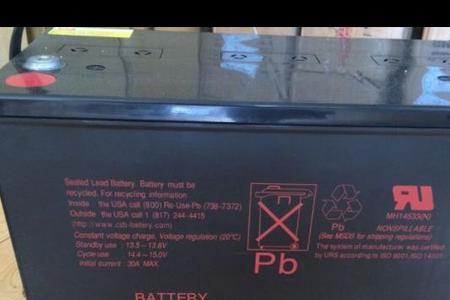 Sealed Lead Battery. Battery must be
recycled. For recycling information
Inside the USA call (800) Re-Use-Pb (738-7372)
Outside the USA call 1 (817) 244-4415
(http://www.csb-battery.com)
Constant voltage charge. Voltage regulation (20°C)
Standby use : 13.5 - 13.8V
Cycle use : 14.4 - 15.0V
initial current : 30A MAX
Pb
Pb
RU
MH14533(N)
NONSPILLABLE
(See MSDS for shipping regulations)
The system of manufacturer was certified
by URS according to ISO 9001, ISO 14001
BATTERY